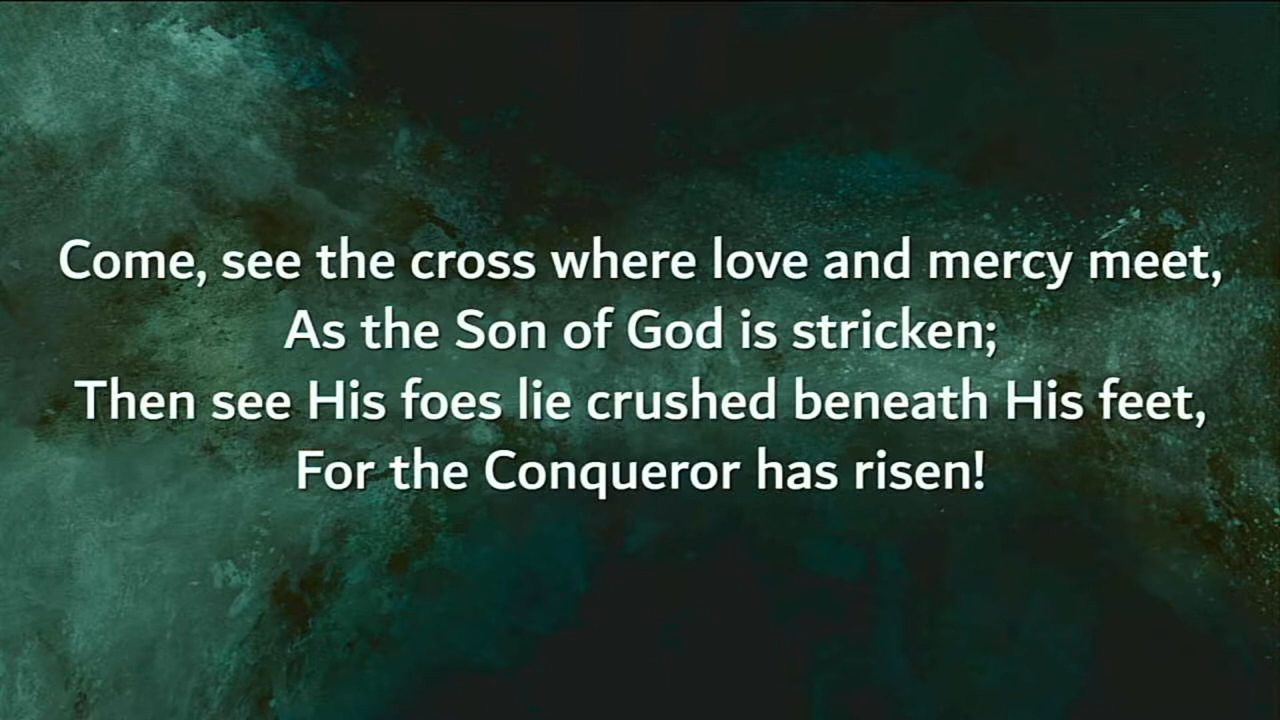 Come, see the cross where love and mercy meet,
As the Son of God is stricken;
Then see His foes lie crushed beneath His feet,
For the Conqueror has risen!